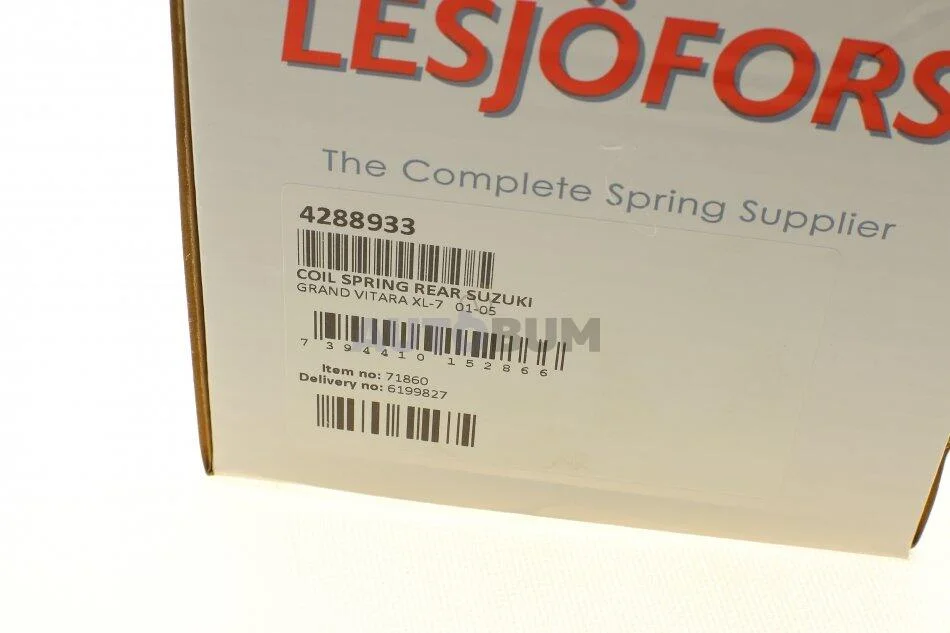 LESJÖFORS
The Complete Spring Supplier
4288933
COIL SPRING REAR SUZUKI
GRAND VITARA XL-7 01-05
AUTOBUM
7 394410 152866
Item no: 71860
Delivery no: 6199827